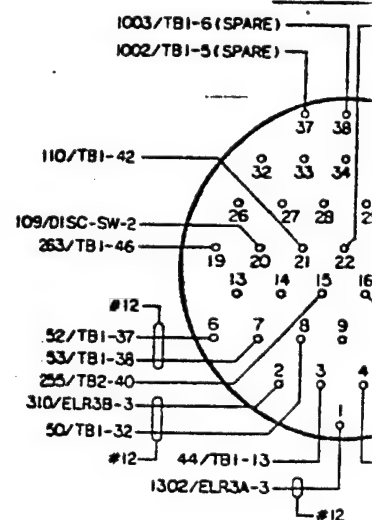 1003/TB1-6(SPARE)
1002/TB1-5(SPARE)
37 38
110/TB1-42
32 33 34
26 27 28
109/DISC-SW-2
263/TB1-46
19 20 21 22
13 14 15 16
#12
52/TB1-37
6 7 8 9
53/TB1-38
255/TB2-40
310/ELR3B-3
2 3 4
50/TB1-32
#12
44/TB1-13
1
1302/ELR3A-3
#12